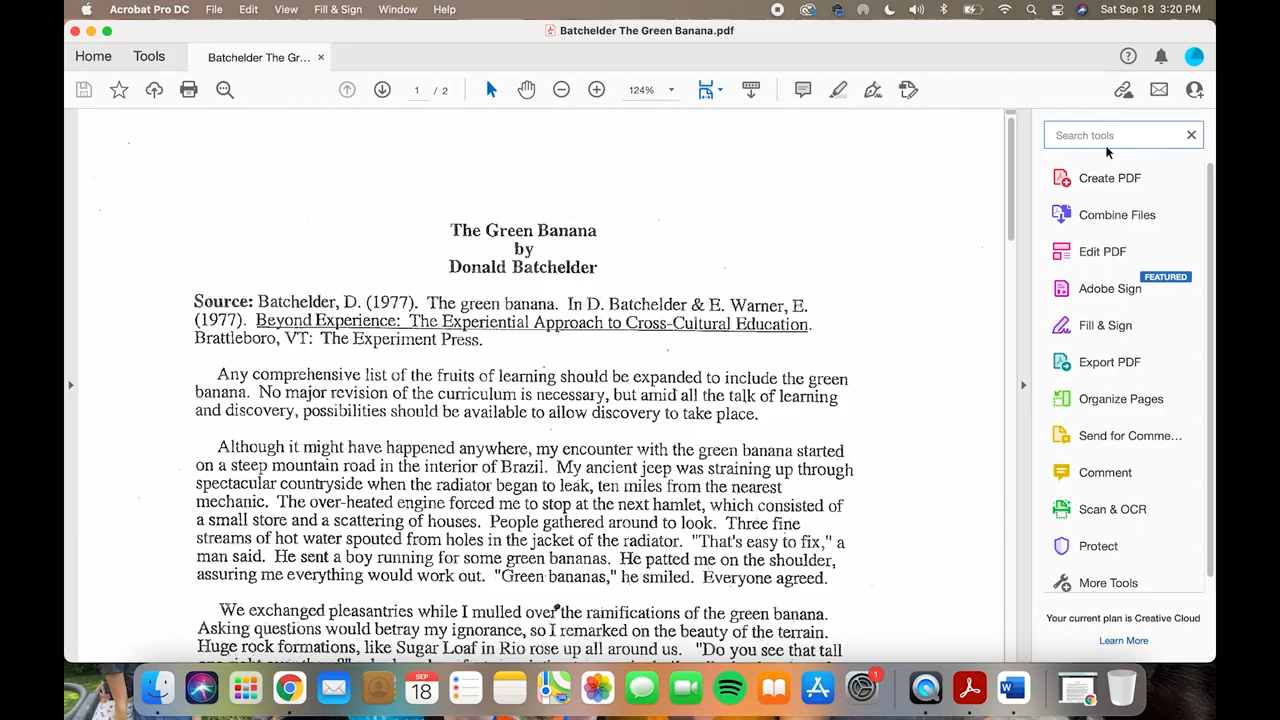 Acrobat Pro DC File Edit View Fill & Sign Window Help Sat Sep 18 3:20 PM
Batchelder The Green Banana.pdf
Home Tools Batchelder The Gr... ×
1 / 2 124%
Search tools
Create PDF
Combine Files
Edit PDF
FEATURED
Adobe Sign
Fill & Sign
Export PDF
Organize Pages
Send for Comme...
Comment
Scan & OCR
Protect
More Tools
Your current plan is Creative Cloud
Learn More
The Green Banana
by
Donald Batchelder
Source: Batchelder, D. (1977). The green banana. In D. Batchelder & E. Warner, E.
(1977). Beyond Experience: The Experiential Approach to Cross-Cultural Education.
Brattleboro, VT: The Experiment Press.
Any comprehensive list of the fruits of learning should be expanded to include the green
banana. No major revision of the curriculum is necessary, but amid all the talk of learning
and discovery, possibilities should be available to allow discovery to take place.
Although it might have happened anywhere, my encounter with the green banana started
on a steep mountain road in the interior of Brazil. My ancient jeep was straining up through
spectacular countryside when the radiator began to leak, ten miles from the nearest
mechanic. The over-heated engine forced me to stop at the next hamlet, which consisted of
a small store and a scattering of houses. People gathered around to look. Three fine
streams of hot water spouted from holes in the jacket of the radiator. "That's easy to fix," a
man said. He sent a boy running for some green bananas. He patted me on the shoulder,
assuring me everything would work out. "Green bananas," he smiled. Everyone agreed.
We exchanged pleasantries while I mulled over the ramifications of the green banana.
Asking questions would betray my ignorance, so I remarked on the beauty of the terrain.
Huge rock formations, like Sugar Loaf in Rio rose up all around us. "Do you see that tall
SEP
18
1